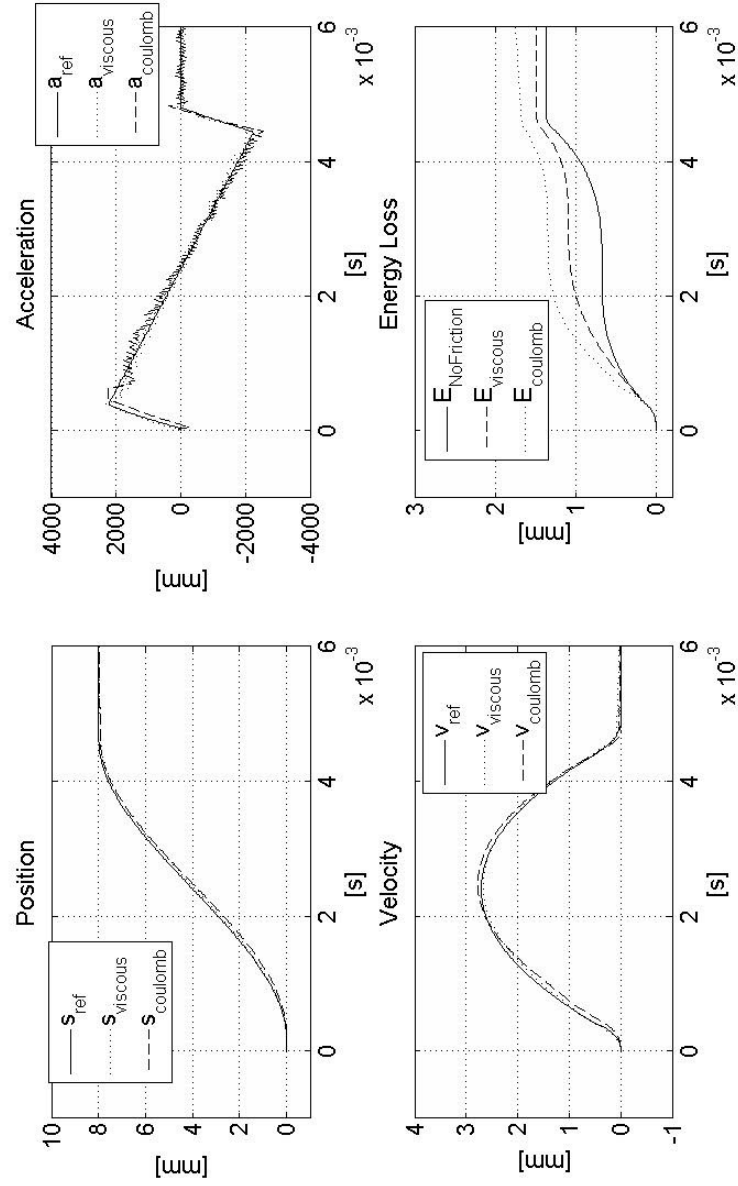 Position
10
8
6
4
2
0
[mm]
s_ref
s_viscous
s_coulomb
0
2
4
6
[s]
x 10^-3
Acceleration
4000
2000
0
-2000
-4000
[mm]
a_ref
a_viscous
a_coulomb
0
2
4
6
[s]
x 10^-3
Velocity
4
3
2
1
0
-1
[mm]
v_ref
v_viscous
v_coulomb
0
2
4
6
[s]
x 10^-3
Energy Loss
3
2
1
0
[mm]
E_NoFriction
E_viscous
E_coulomb
0
2
4
6
[s]
x 10^-3